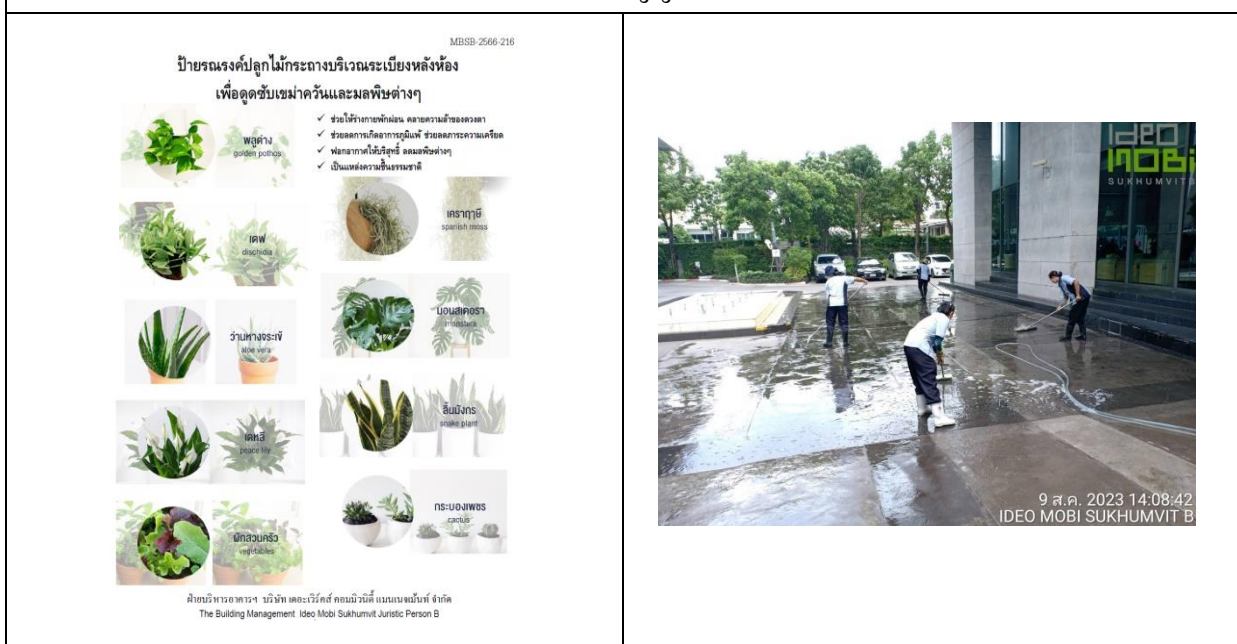 MBSB-2566-216
ป้ายรณรงค์ปลูกไม้กระถางบริเวณระเบียงหลังห้อง
เพื่อดูดซับเขม่าควันและมลพิษต่างๆ
✓ ช่วยให้ร่างกายพักผ่อน คลายความล้าของดวงตา
✓ ช่วยลดการเกิดอาการภูมิแพ้ ช่วยลดภาระความเครียด
✓ ฟอกอากาศให้บริสุทธิ์ ลดมลพิษต่างๆ
✓ เป็นแหล่งความชื้นธรรมชาติ
พลูด่าง
golden pothos
เคราฤๅษี
spanish moss
เดฟ
dischidia
มอนสเตอรา
monstera
ว่านหางจระเข้
aloe vera
ลิ้นมังกร
snake plant
เดหลี
peace lily
กระบองเพชร
cactus
ผักสวนครัว
vegetables
ฝ่ายบริหารอาคารฯ บริษัท เดอะเวิร์คส์ คอมมิวนิตี้ แมนเนจเม้นท์ จำกัด
The Building Management Ideo Mobi Sukhumvit Juristic Person B
ideo
mobi
SUKHUMVIT B
9 ส.ค. 2023 14:08:42
IDEO MOBI SUKHUMVIT B